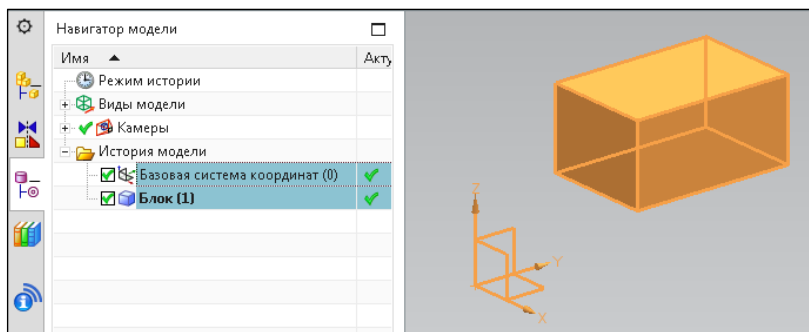 Навигатор модели
Имя Акту
Режим истории
Виды модели
Камеры
История модели
Базовая система координат (0)
Блок (1)
Z
Y
X